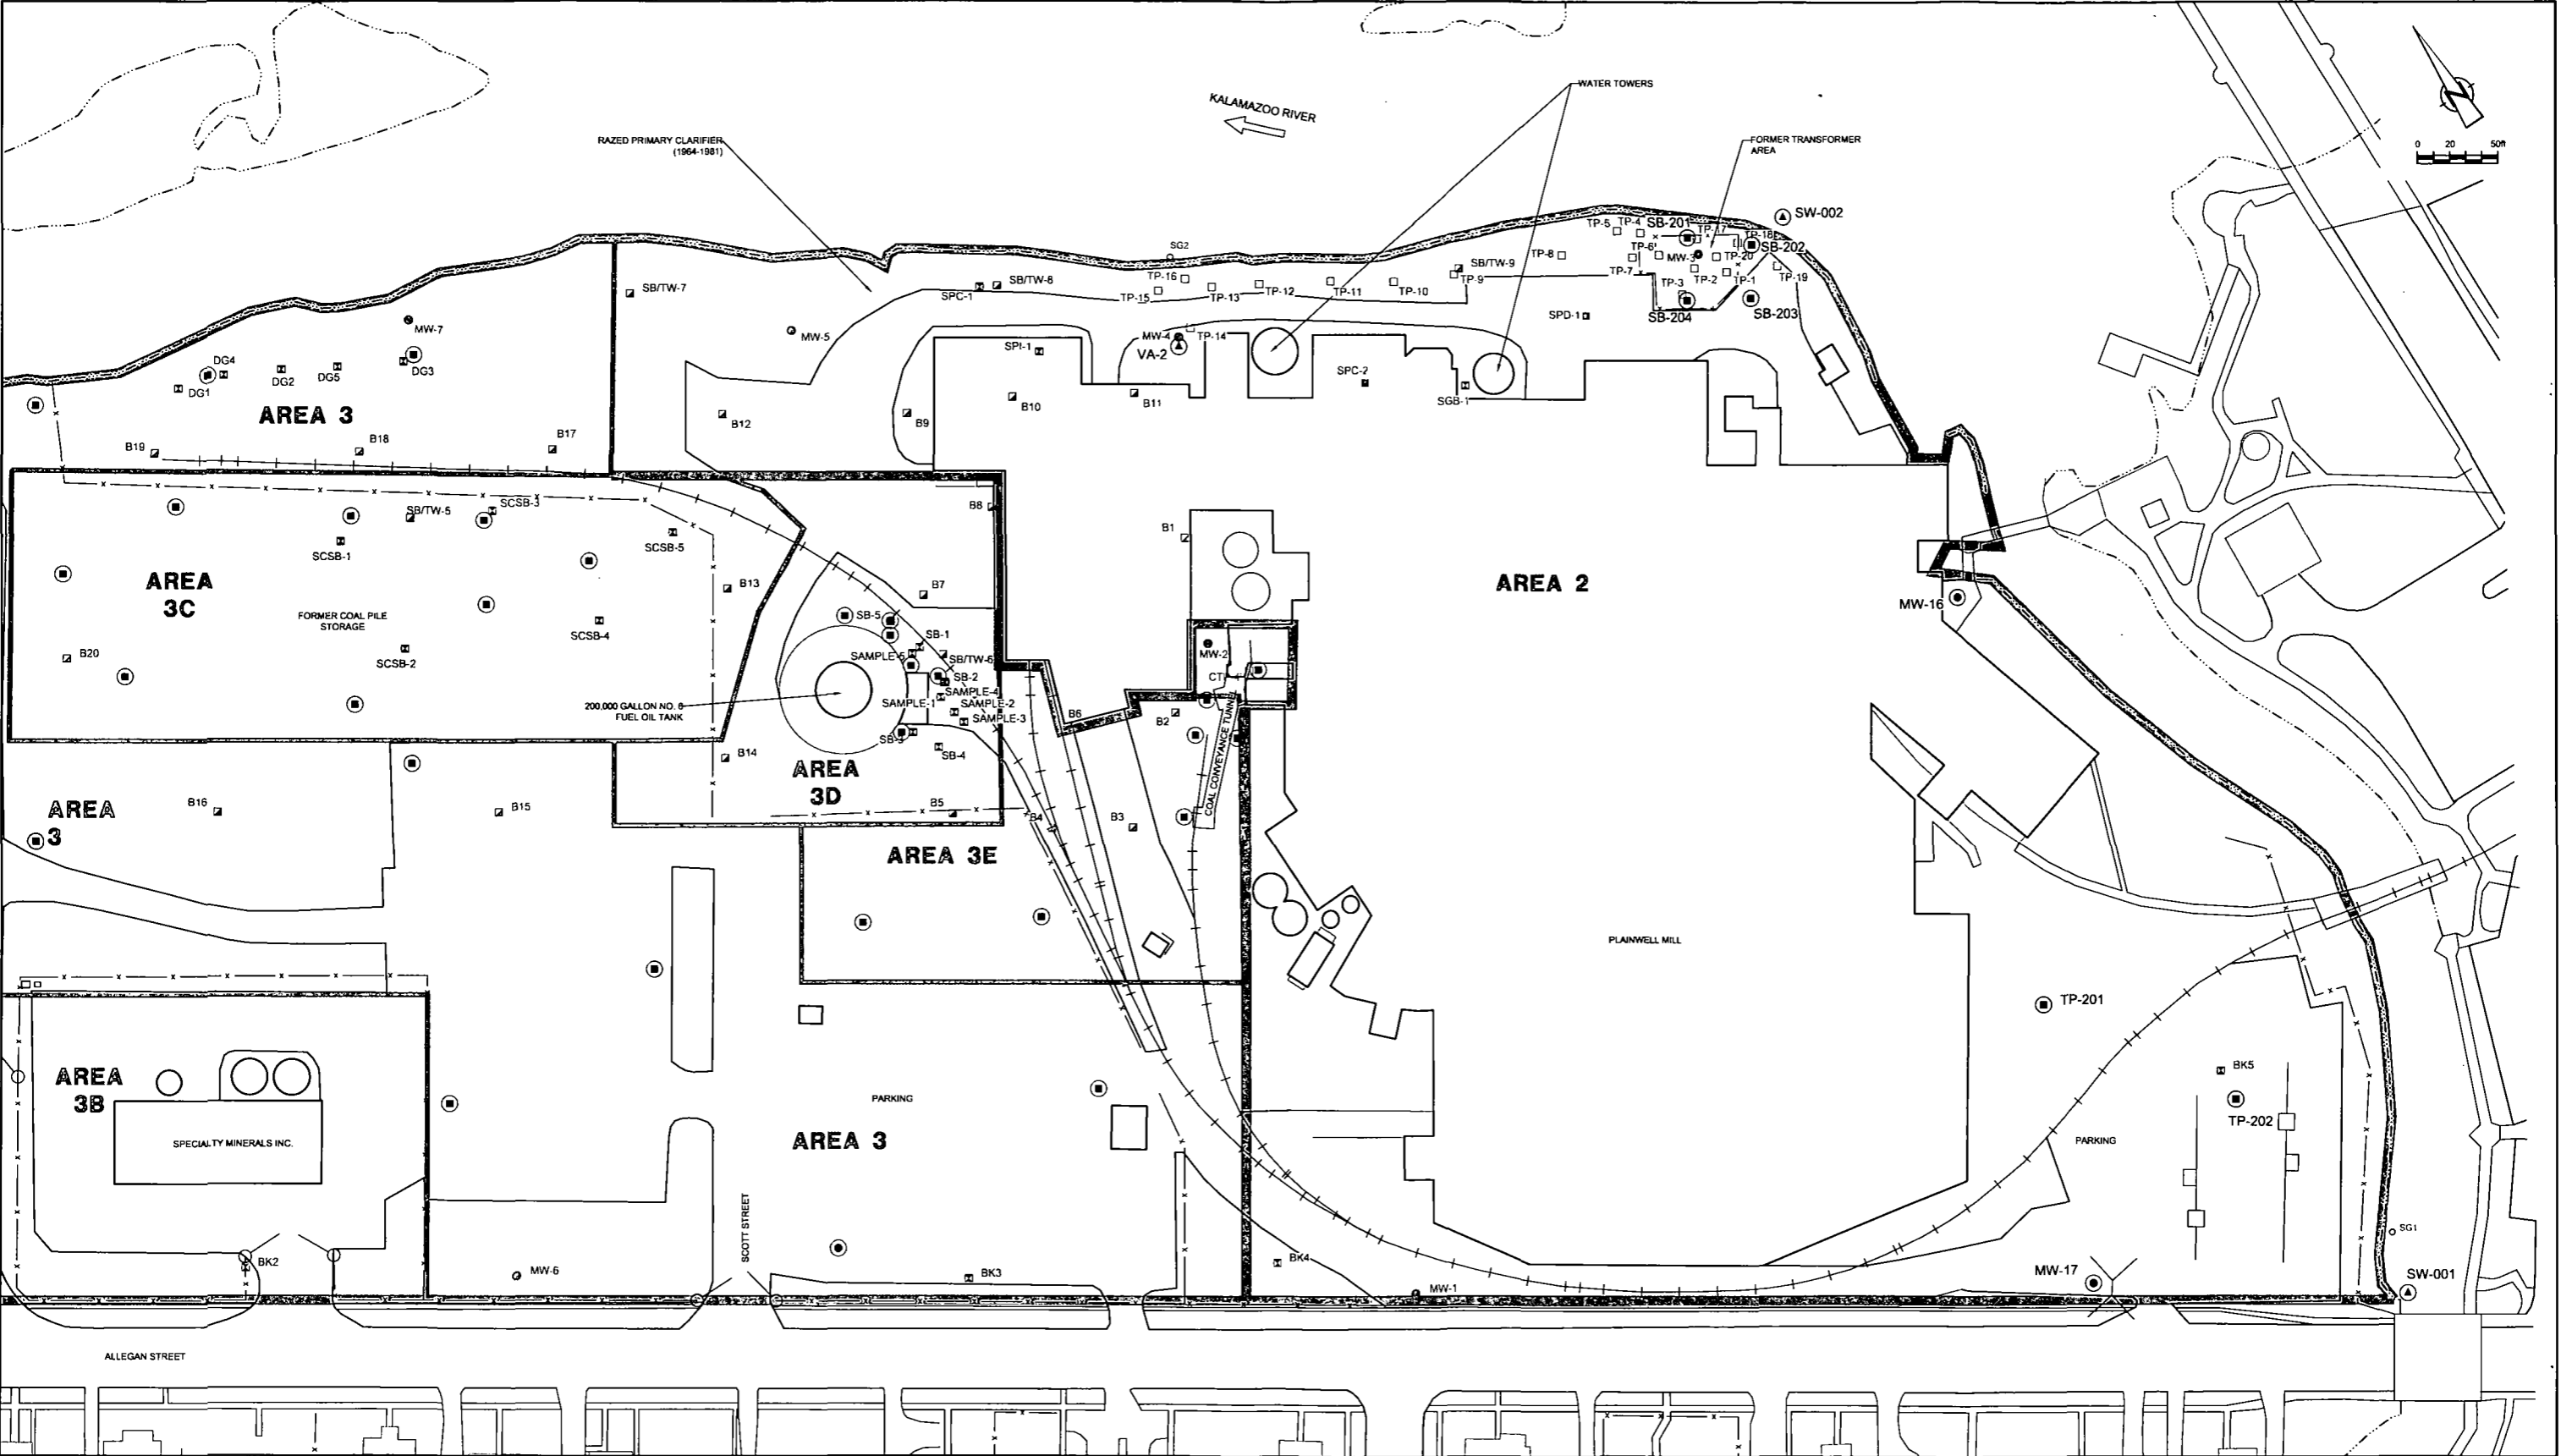 WATER TOWERS
KALAMAZOO RIVER
RAZED PRIMARY CLARIFIER
(1964-1981)
FORMER TRANSFORMER
AREA
0 20 50ft
SW-002
TP-5
TP-4
SB-201
TP-17
TP-18
SB-202
SG2
TP-6
MW-3
TP-20
TP-8
TP-7
TP-2
TP-1
TP-19
TP-3
SB/TW-9
TP-9
SB/TW-7
SPC-1
SB/TW-8
TP-16
TP-15
TP-13
TP-12
TP-11
TP-10
SB-204
SB-203
SPD-1
MW-7
MW-5
MW-4
TP-14
VA-2
SPI-1
DG4
DG1
DG2
DG5
DG3
SPC-2
SGB-1
AREA 3
B12
B9
B10
B11
B19
B18
B17
SCSB-3
SB/TW-5
B8
B1
SCSB-1
SCSB-5
AREA
3C
AREA 2
B13
B7
MW-16
FORMER COAL PILE
STORAGE
SB-5
SB-1
SCSB-4
B20
SCSB-2
SAMPLE-5
SB/TW-6
MW-2
SB-2
SAMPLE-4
SAMPLE-1
SAMPLE-2
SAMPLE-3
200,000 GALLON NO. 6
FUEL OIL TANK
B6
B2
COAL CONVEYANCE TUNNEL
SB-3
SB-4
B14
AREA
3D
AREA
3
B16
B15
B5
B4
B3
AREA 3E
PLAINWELL MILL
TP-201
AREA
3B
PARKING
BK5
TP-202
SPECIALTY MINERALS INC.
AREA 3
PARKING
SCOTT STREET
BK2
MW-6
BK3
BK4
MW-1
MW-17
SG1
SW-001
ALLEGAN STREET